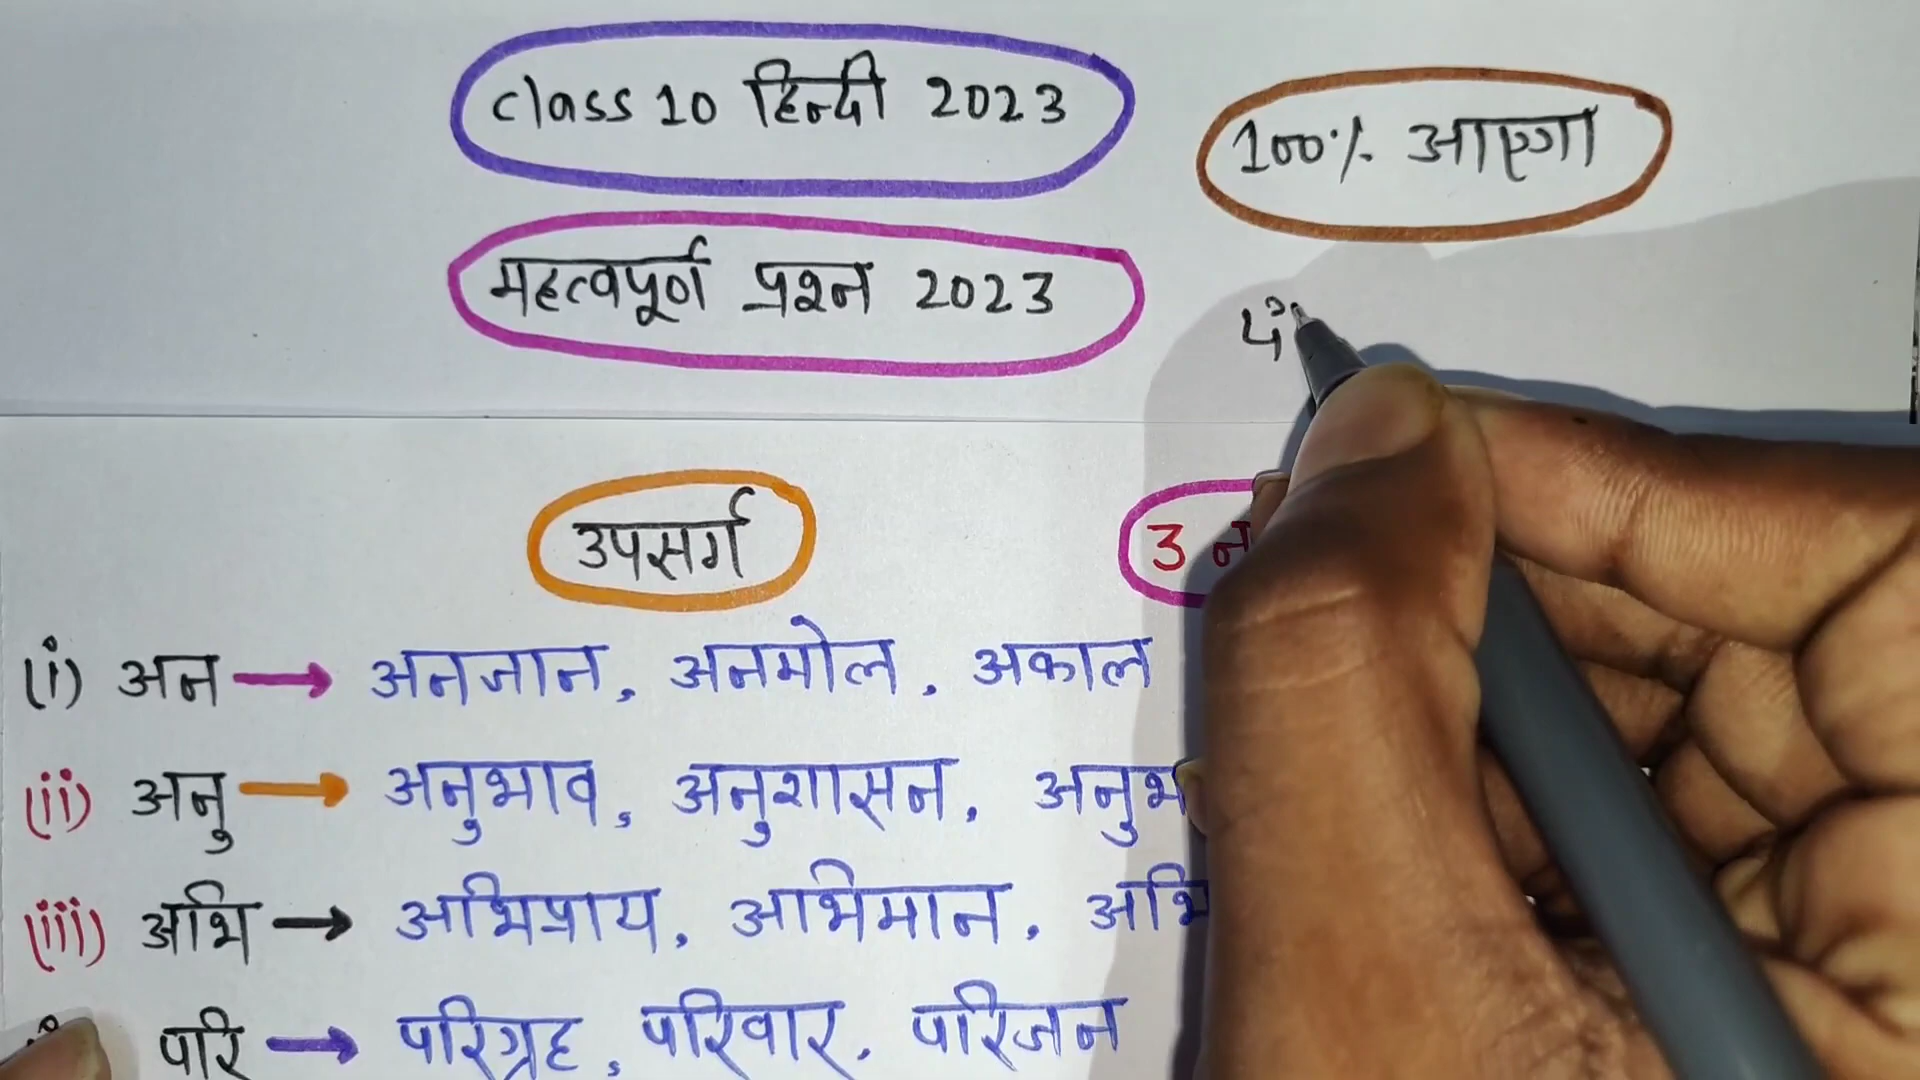 class 10 हिन्दी 2023
100% आएगा
महत्वपूर्ण प्रश्न 2023
उपसर्ग
3
(i) अन → अनजान, अनमोल, अकाल
(ii) अनु → अनुभाव, अनुशासन,
(iii) अभि → अभिप्राय, अभिमान,
परि → परिग्रह, परिवार, परिजन